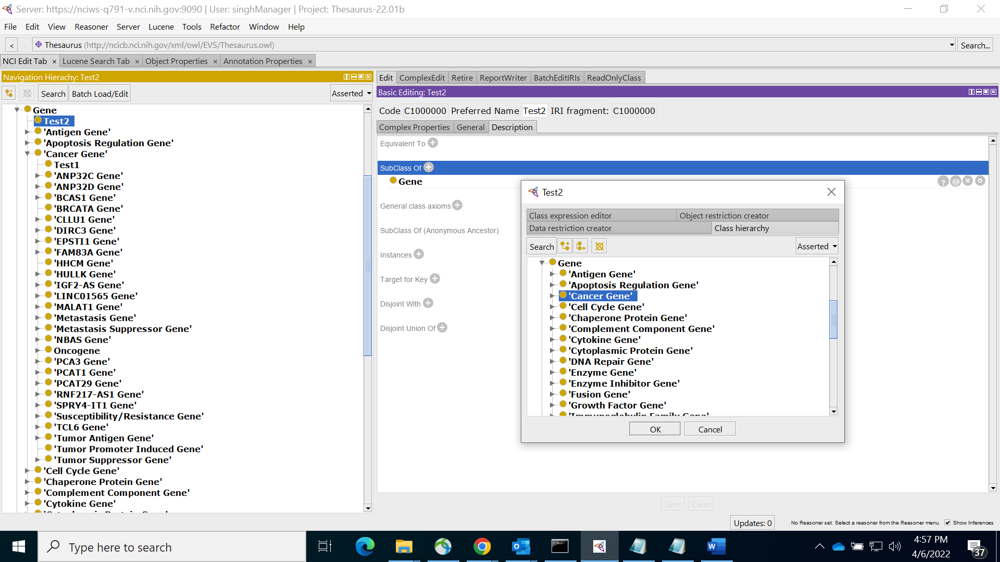 Server: https://nciws-q791-v.nci.nih.gov:9090 | User: singhManager | Project: Thesaurus-22.01b
File Edit View Reasoner Server Lucene Tools Refactor Window Help
< > Thesaurus (http://ncicb.nci.nih.gov/xml/owl/EVS/Thesaurus.owl) Search...
NCI Edit Tab × Lucene Search Tab × Object Properties × Annotation Properties ×
Navigation Hierachy: Test2
Search Batch Load/Edit Asserted
Gene
Test2
'Antigen Gene'
'Apoptosis Regulation Gene'
'Cancer Gene'
Test1
'ANP32C Gene'
'ANP32D Gene'
'BCAS1 Gene'
'BRCATA Gene'
'CLLU1 Gene'
'DIRC3 Gene'
'EPSTI1 Gene'
'FAM83A Gene'
'HHCM Gene'
'HULLK Gene'
'IGF2-AS Gene'
'LINC01565 Gene'
'MALAT1 Gene'
'Metastasis Gene'
'Metastasis Suppressor Gene'
'NBAS Gene'
Oncogene
'PCA3 Gene'
'PCAT1 Gene'
'PCAT29 Gene'
'RNF217-AS1 Gene'
'SPRY4-IT1 Gene'
'Susceptibility/Resistance Gene'
'TCL6 Gene'
'Tumor Antigen Gene'
'Tumor Promoter Induced Gene'
'Tumor Suppressor Gene'
'Cell Cycle Gene'
'Chaperone Protein Gene'
'Complement Component Gene'
'Cytokine Gene'
Edit ComplexEdit Retire ReportWriter BatchEditIRIs ReadOnlyClass
Basic Editing: Test2
Code C1000000 Preferred Name Test2 IRI fragment: C1000000
Complex Properties General Description
Equivalent To
SubClass Of
Gene
General class axioms
SubClass Of (Anonymous Ancestor)
Instances
Target for Key
Disjoint With
Disjoint Union Of
Test2
Class expression editor Object restriction creator
Data restriction creator Class hierarchy
Search Asserted
Gene
'Antigen Gene'
'Apoptosis Regulation Gene'
'Cancer Gene'
'Cell Cycle Gene'
'Chaperone Protein Gene'
'Complement Component Gene'
'Cytokine Gene'
'Cytoplasmic Protein Gene'
'DNA Repair Gene'
'Enzyme Gene'
'Enzyme Inhibitor Gene'
'Fusion Gene'
'Growth Factor Gene'
'Immunoglobulin Family Gene'
OK Cancel
Save Clear
Updates: 0 No Reasoner set. Select a reasoner from the Reasoner menu Show Inferences
Type here to search
4:57 PM
4/6/2022
37